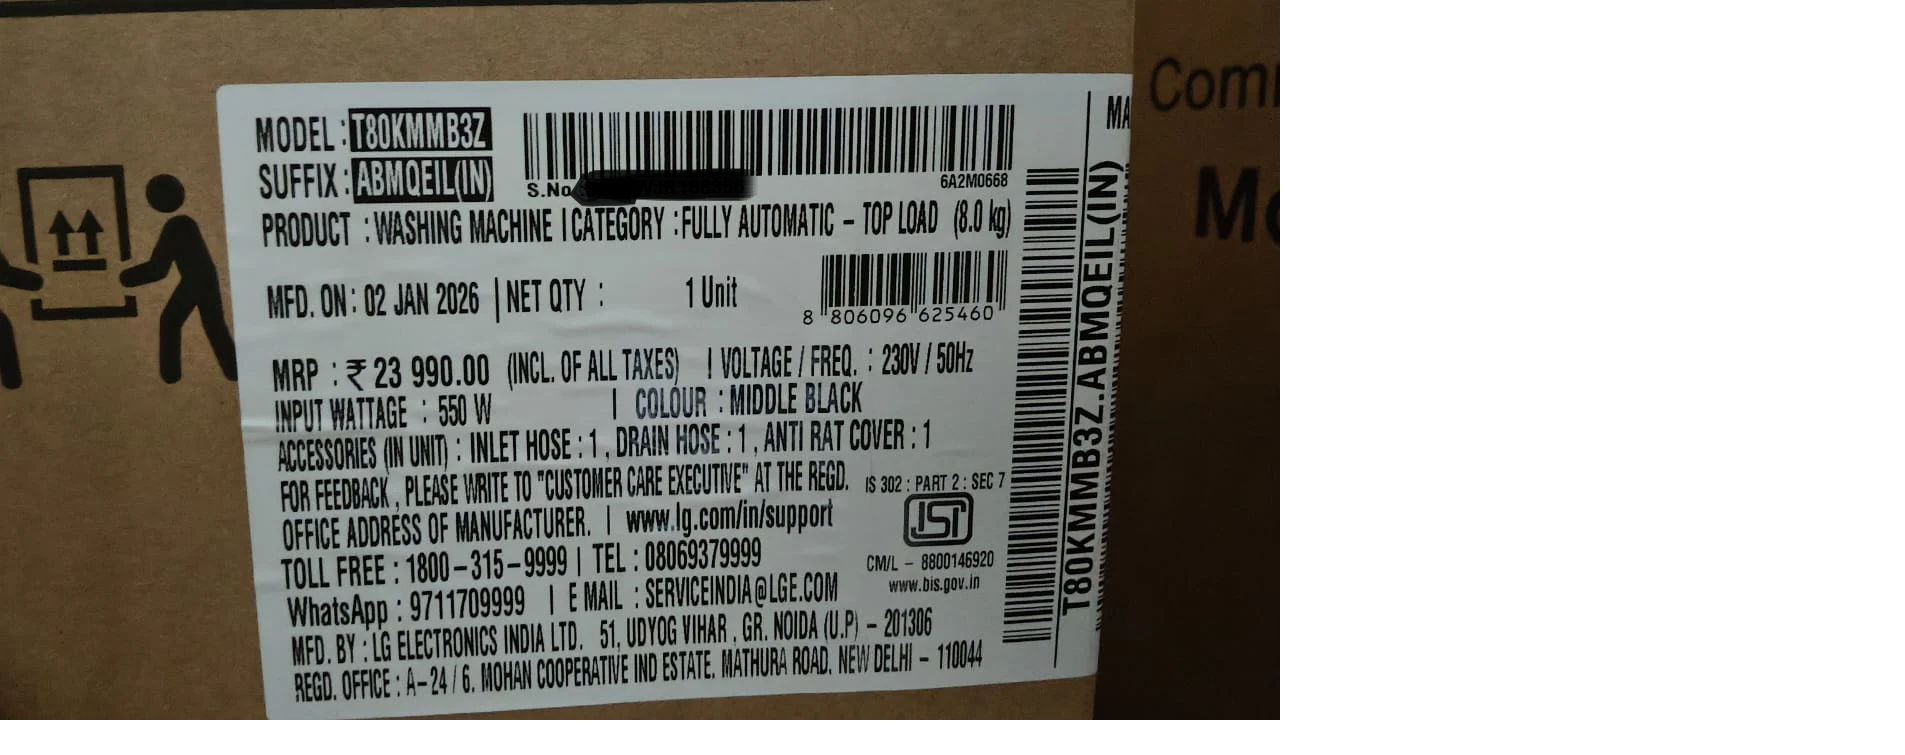 MODEL : T80KMMB3Z
SUFFIX : ABMQEIL(IN)
S.No
6A2M0668
PRODUCT : WASHING MACHINE | CATEGORY : FULLY AUTOMATIC – TOP LOAD (8.0 kg)
MFD. ON : 02 JAN 2026 | NET QTY : 1 Unit
8 806096 625460
MRP : ₹ 23 990.00 (INCL. OF ALL TAXES) | VOLTAGE / FREQ. : 230V / 50Hz
INPUT WATTAGE : 550 W | COLOUR : MIDDLE BLACK
ACCESSORIES (IN UNIT) : INLET HOSE : 1 , DRAIN HOSE : 1 , ANTI RAT COVER : 1
FOR FEEDBACK , PLEASE WRITE TO "CUSTOMER CARE EXECUTIVE" AT THE REGD.
OFFICE ADDRESS OF MANUFACTURER. | www.lg.com/in/support
TOLL FREE : 1800–315–9999 | TEL : 08069379999
WhatsApp : 9711709999 | E MAIL : SERVICEINDIA@LGE.COM
MFD. BY : LG ELECTRONICS INDIA LTD. 51, UDYOG VIHAR , GR. NOIDA (U.P) – 201306
REGD. OFFICE : A–24 / 6. MOHAN COOPERATIVE IND ESTATE. MATHURA ROAD. NEW DELHI – 110044
IS 302 : PART 2 : SEC 7
ISI
CM/L – 8800146920
www.bis.gov.in
T80KMMB3Z.ABMQEIL(IN)
MA
Com
Mo